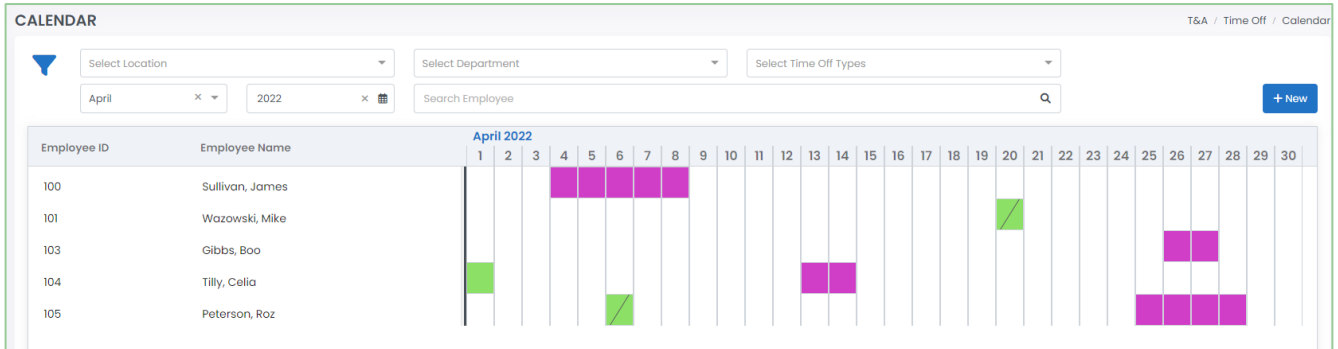 CALENDAR
T&A / Time Off / Calendar
Select Location
Select Department
Select Time Off Types
April × 2022 ×
Search Employee
+ New
Employee ID Employee Name April 2022
1 2 3 4 5 6 7 8 9 10 11 12 13 14 15 16 17 18 19 20 21 22 23 24 25 26 27 28 29 30
100 Sullivan, James
101 Wazowski, Mike
103 Gibbs, Boo
104 Tilly, Celia
105 Peterson, Roz